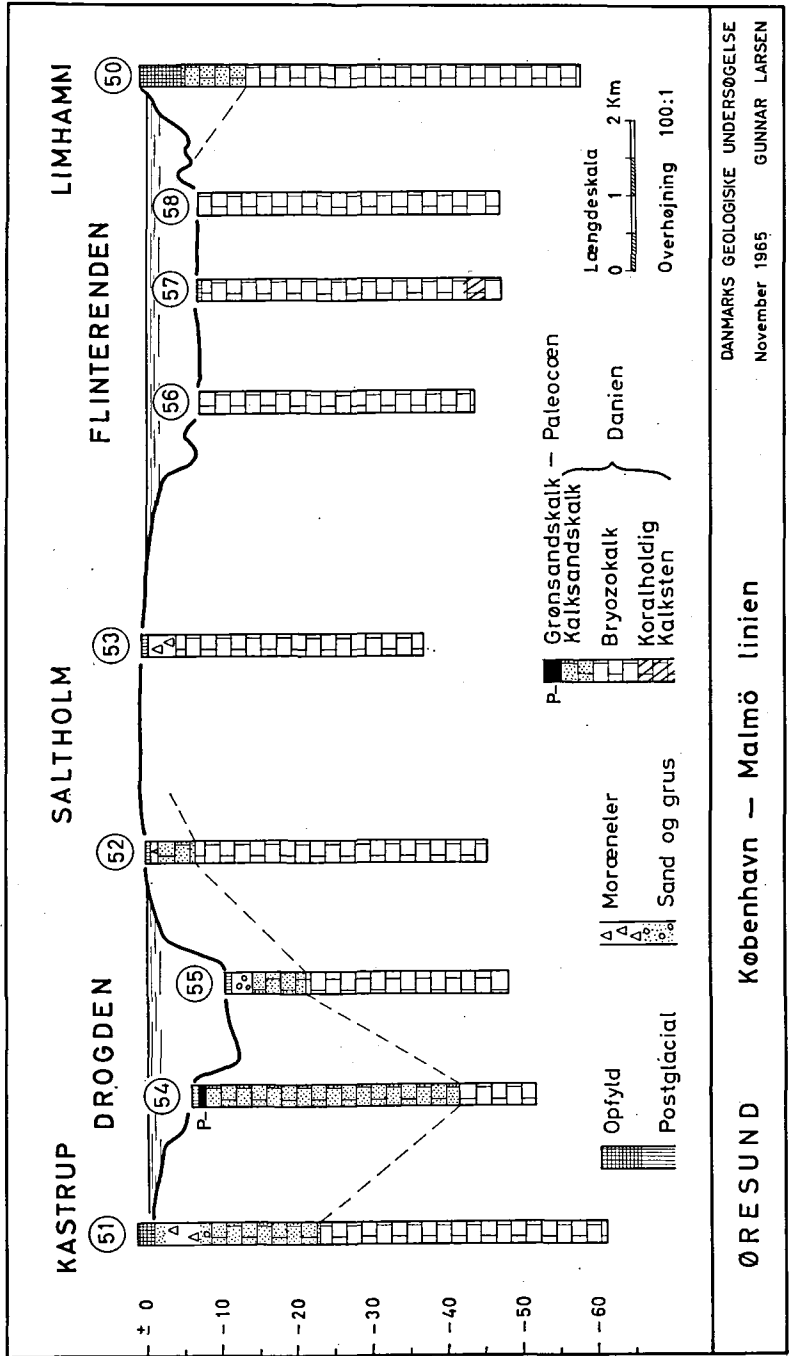 KASTRUP
DROGDEN
SALTHOLM
FLINTERENDEN
LIMHAMN
51
54
55
52
53
56
57
58
50
± 0
-10
-20
-30
-40
-50
-60
P-
Opfyld
Postglacial
Moræneler
Sand og grus
P-
Grønsandskalk — Paleocæn
Kalksandskalk
Bryozokalk
Koralholdig
Kalksten
Danien
Længdeskala
0 1 2 Km
Overhøjning 100:1
ØRESUND København — Malmö linien
DANMARKS GEOLOGISKE UNDERSØGELSE
November 1965 GUNNAR LARSEN